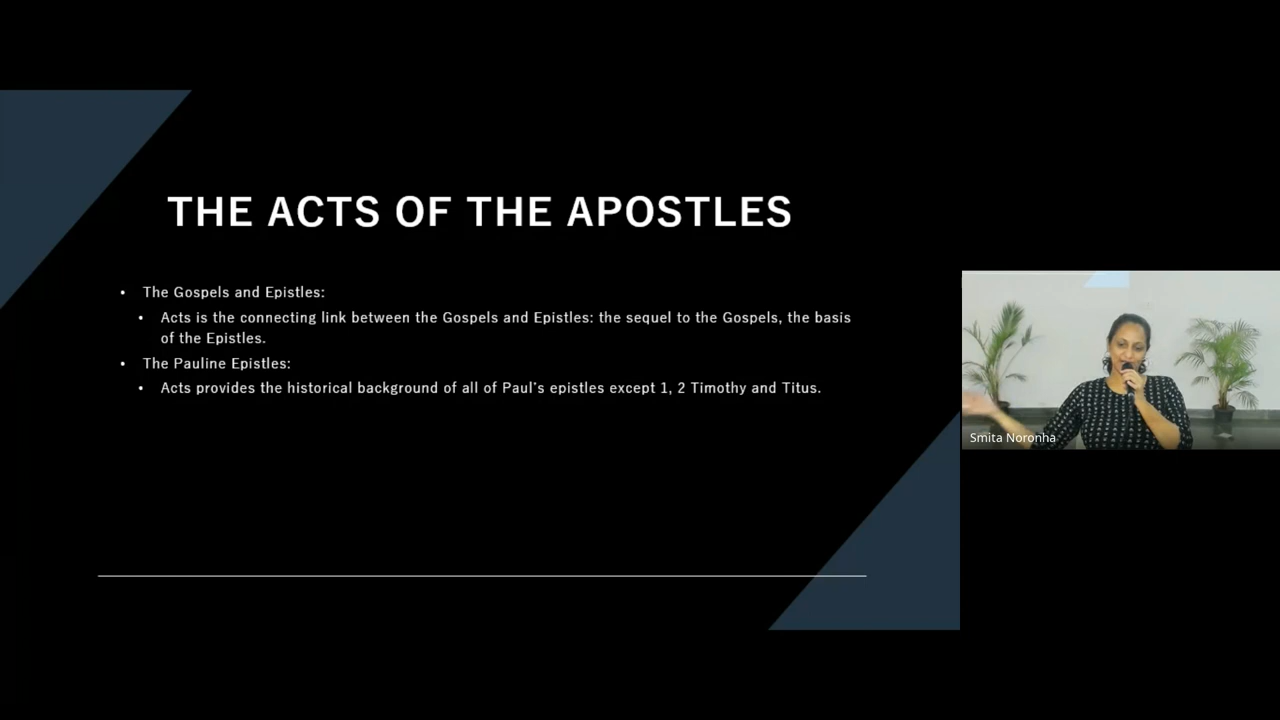 THE ACTS OF THE APOSTLES
• The Gospels and Epistles:
• Acts is the connecting link between the Gospels and Epistles: the sequel to the Gospels, the basis
of the Epistles.
• The Pauline Epistles:
• Acts provides the historical background of all of Paul's epistles except 1, 2 Timothy and Titus.
Smita Noronha